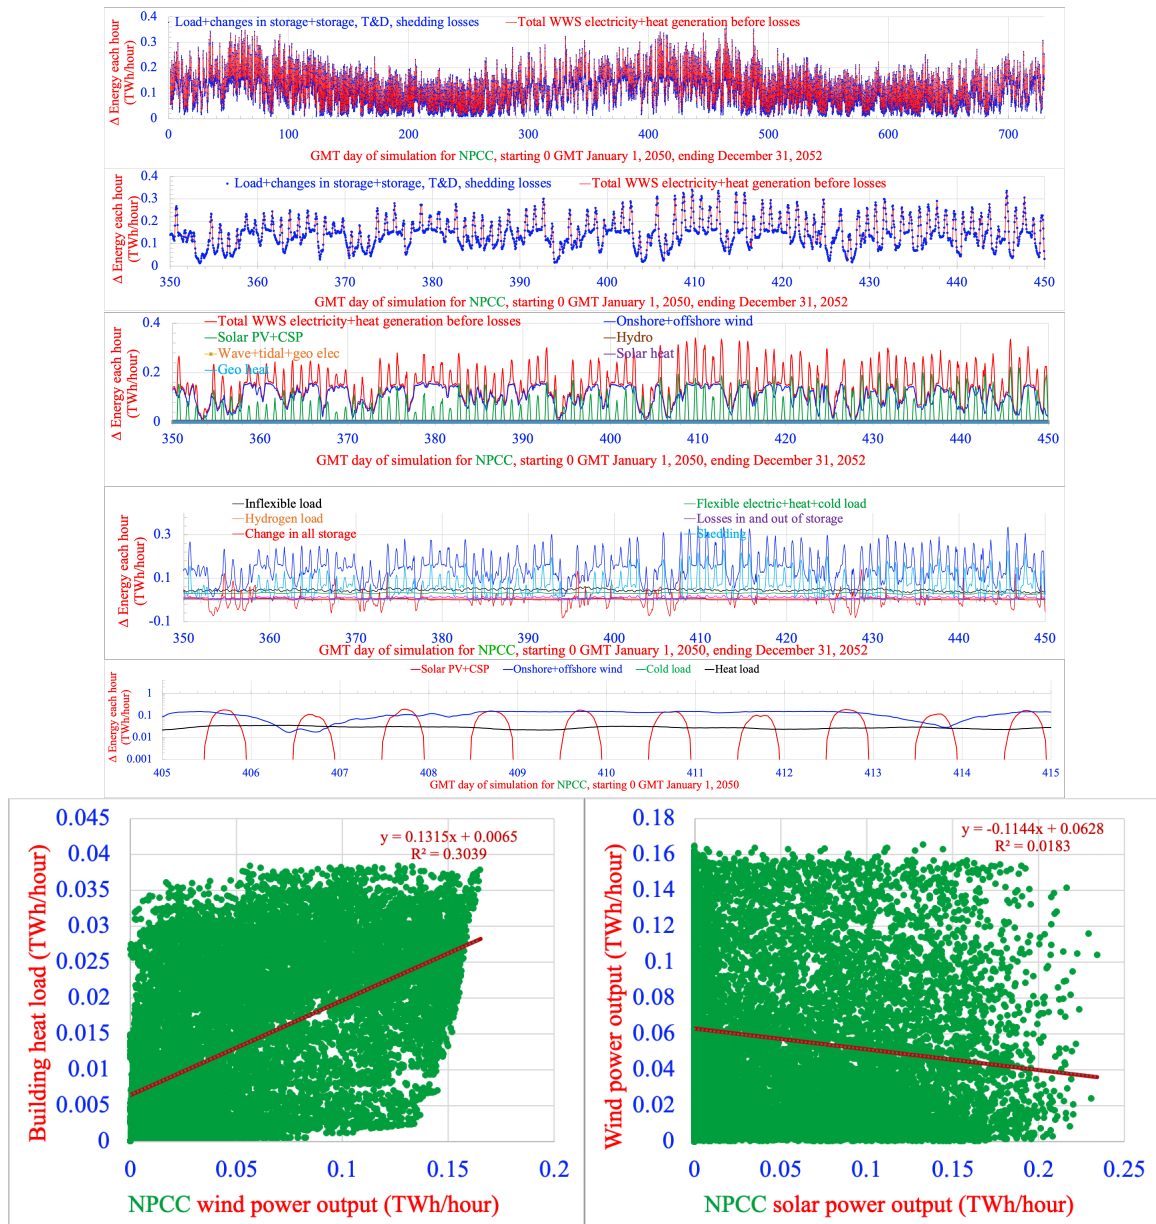 Load+changes in storage+storage, T&D, shedding losses
Total WWS electricity+heat generation before losses
Δ Energy each hour
(TWh/hour)
0.4
0.3
0.2
0.1
0
0 100 200 300 400 500 600 700
GMT day of simulation for NPCC, starting 0 GMT January 1, 2050, ending December 31, 2052
Load+changes in storage+storage, T&D, shedding losses
Total WWS electricity+heat generation before losses
Δ Energy each hour
(TWh/hour)
0.4
0.3
0.2
0.1
0
350 360 370 380 390 400 410 420 430 440 450
GMT day of simulation for NPCC, starting 0 GMT January 1, 2050, ending December 31, 2052
Total WWS electricity+heat generation before losses
Onshore+offshore wind
Solar PV+CSP
Hydro
Wave+tidal+geo elec
Solar heat
Geo heat
Δ Energy each hour
(TWh/hour)
0.4
0.2
0
350 360 370 380 390 400 410 420 430 440 450
GMT day of simulation for NPCC, starting 0 GMT January 1, 2050, ending December 31, 2052
Inflexible load
Flexible electric+heat+cold load
Hydrogen load
Losses in and out of storage
Change in all storage
Shedding
Δ Energy each hour
(TWh/hour)
0.3
0.1
-0.1
350 360 370 380 390 400 410 420 430 440 450
GMT day of simulation for NPCC, starting 0 GMT January 1, 2050, ending December 31, 2052
Solar PV+CSP
Onshore+offshore wind
Cold load
Heat load
Δ Energy each hour
(TWh/hour)
1
0.1
0.01
0.001
405 406 407 408 409 410 411 412 413 414 415
GMT day of simulation for NPCC, starting 0 GMT January 1, 2050
Building heat load (TWh/hour)
0.045
0.04
0.035
0.03
0.025
0.02
0.015
0.01
0.005
0
y = 0.1315x + 0.0065
R² = 0.3039
0 0.05 0.1 0.15 0.2
NPCC wind power output (TWh/hour)
Wind power output (TWh/hour)
0.18
0.16
0.14
0.12
0.1
0.08
0.06
0.04
0.02
0
y = -0.1144x + 0.0628
R² = 0.0183
0 0.05 0.1 0.15 0.2 0.25
NPCC solar power output (TWh/hour)